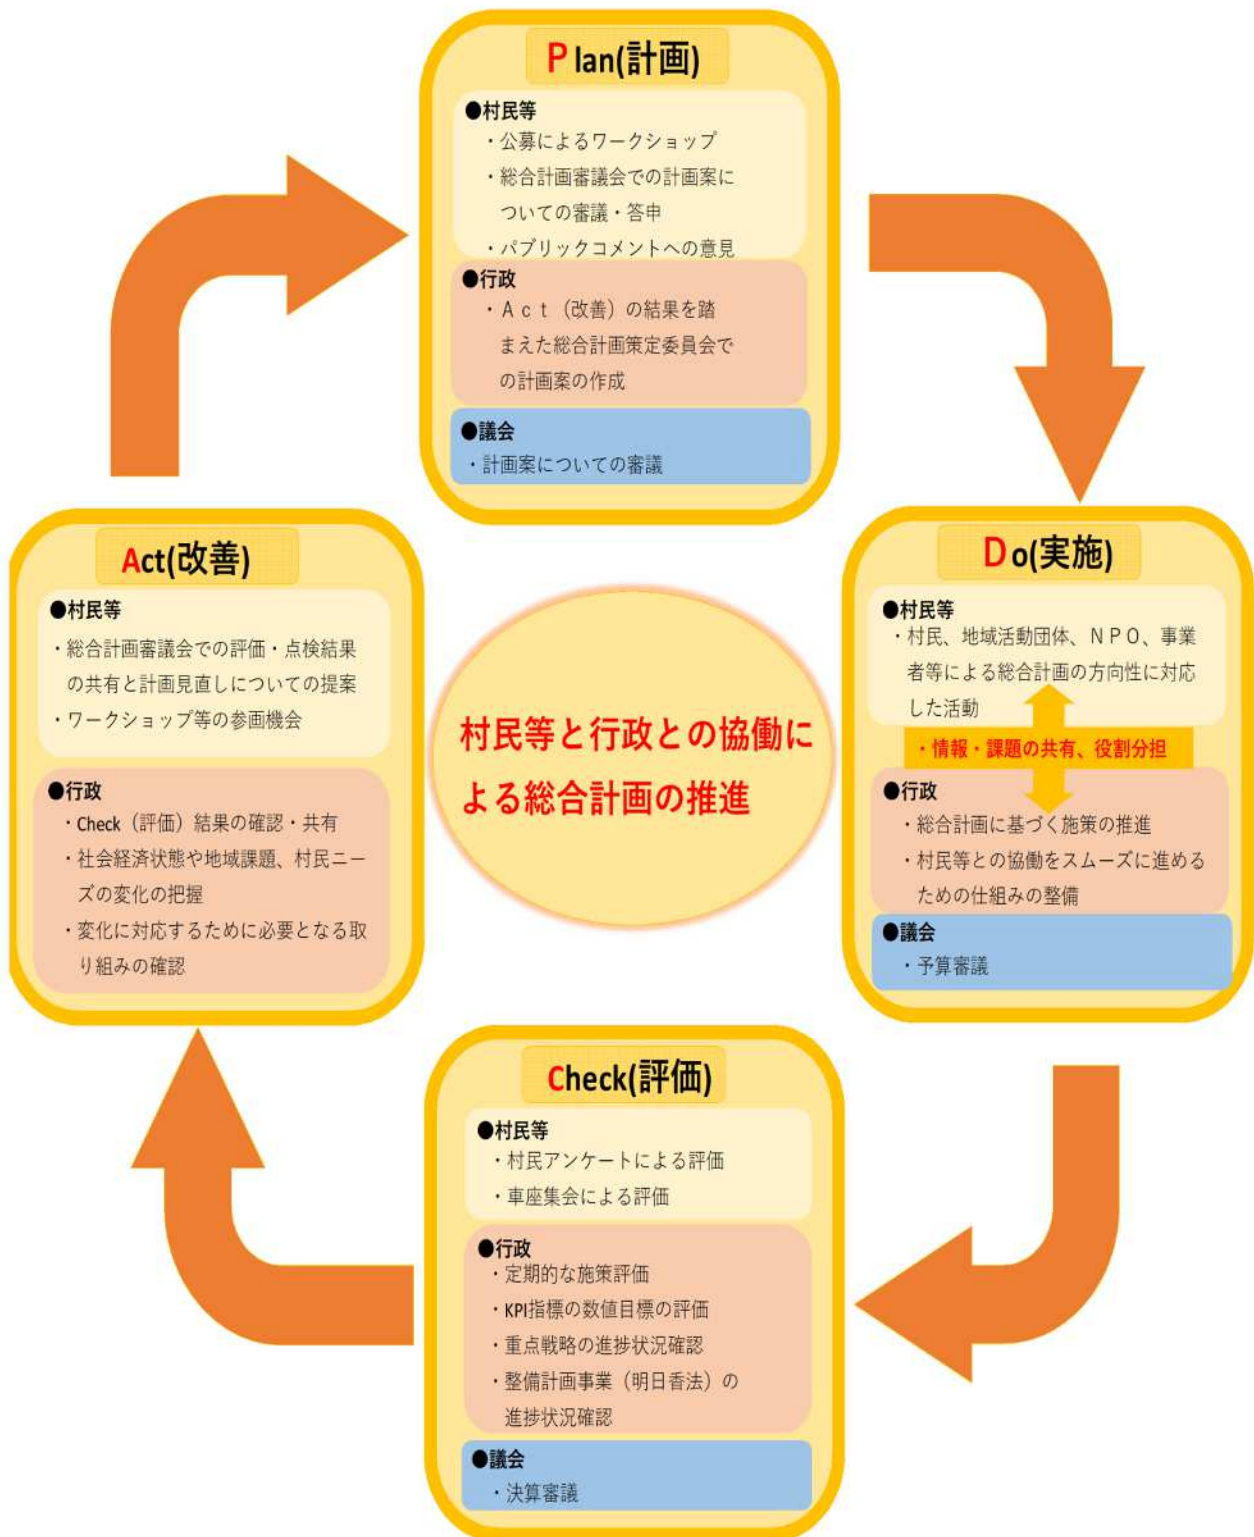 Plan(計画)
●村民等
・公募によるワークショップ
・総合計画審議会での計画案に
ついての審議・答申
・パブリックコメントへの意見
●行政
・Act（改善）の結果を踏
まえた総合計画策定委員会で
の計画案の作成
●議会
・計画案についての審議
Do(実施)
●村民等
・村民、地域活動団体、ＮＰＯ、事業
者等による総合計画の方向性に対応
した活動
・情報・課題の共有、役割分担
●行政
・総合計画に基づく施策の推進
・村民等との協働をスムーズに進める
ための仕組みの整備
●議会
・予算審議
Check(評価)
●村民等
・村民アンケートによる評価
・車座集会による評価
●行政
・定期的な施策評価
・KPI指標の数値目標の評価
・重点戦略の進捗状況確認
・整備計画事業（明日香法）の
進捗状況確認
●議会
・決算審議
Act(改善)
●村民等
・総合計画審議会での評価・点検結果
の共有と計画見直しについての提案
・ワークショップ等の参画機会
●行政
・Check（評価）結果の確認・共有
・社会経済状態や地域課題、村民ニー
ズの変化の把握
・変化に対応するために必要となる取
り組みの確認
村民等と行政との協働に
よる総合計画の推進